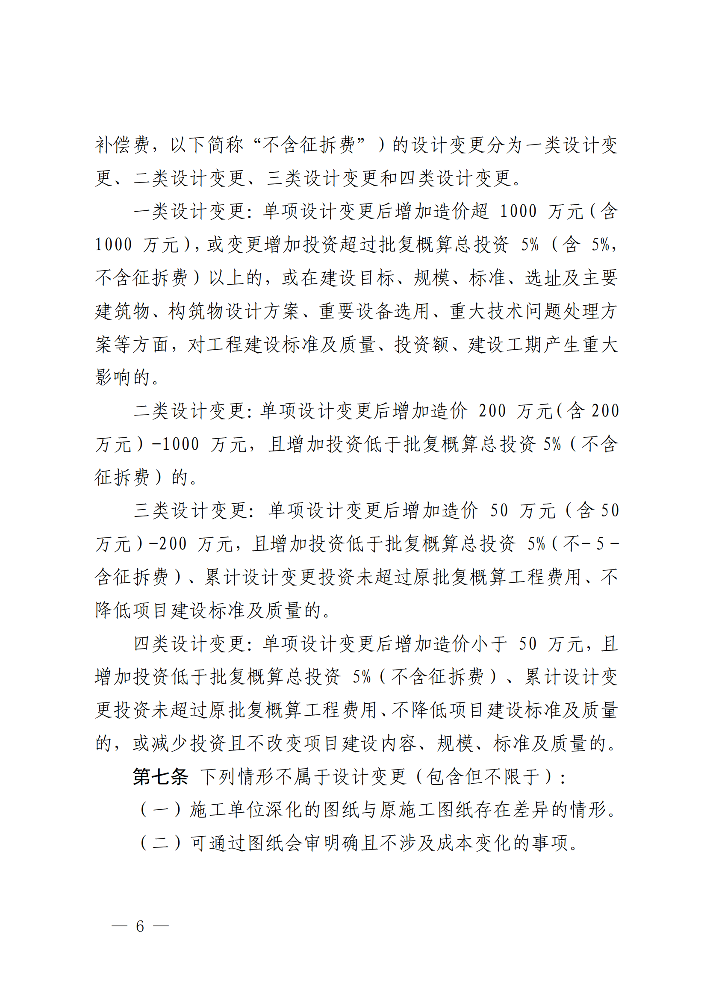 补偿费，以下简称“不含征拆费”）的设计变更分为一类设计变
更、二类设计变更、三类设计变更和四类设计变更。
一类设计变更：单项设计变更后增加造价超 1000 万元（含
1000 万元），或变更增加投资超过批复概算总投资 5%（含 5%，
不含征拆费）以上的，或在建设目标、规模、标准、选址及主要
建筑物、构筑物设计方案、重要设备选用、重大技术问题处理方
案等方面，对工程建设标准及质量、投资额、建设工期产生重大
影响的。
二类设计变更：单项设计变更后增加造价 200 万元（含 200
万元）-1000 万元，且增加投资低于批复概算总投资 5%（不含
征拆费）的。
三类设计变更：单项设计变更后增加造价 50 万元（含 50
万元）-200 万元，且增加投资低于批复概算总投资 5%（不- 5 -
含征拆费）、累计设计变更投资未超过原批复概算工程费用、不
降低项目建设标准及质量的。
四类设计变更：单项设计变更后增加造价小于 50 万元，且
增加投资低于批复概算总投资 5%（不含征拆费）、累计设计变
更投资未超过原批复概算工程费用、不降低项目建设标准及质量
的，或减少投资且不改变项目建设内容、规模、标准及质量的。
第七条 下列情形不属于设计变更（包含但不限于）：
（一）施工单位深化的图纸与原施工图纸存在差异的情形。
（二）可通过图纸会审明确且不涉及成本变化的事项。
— 6 —